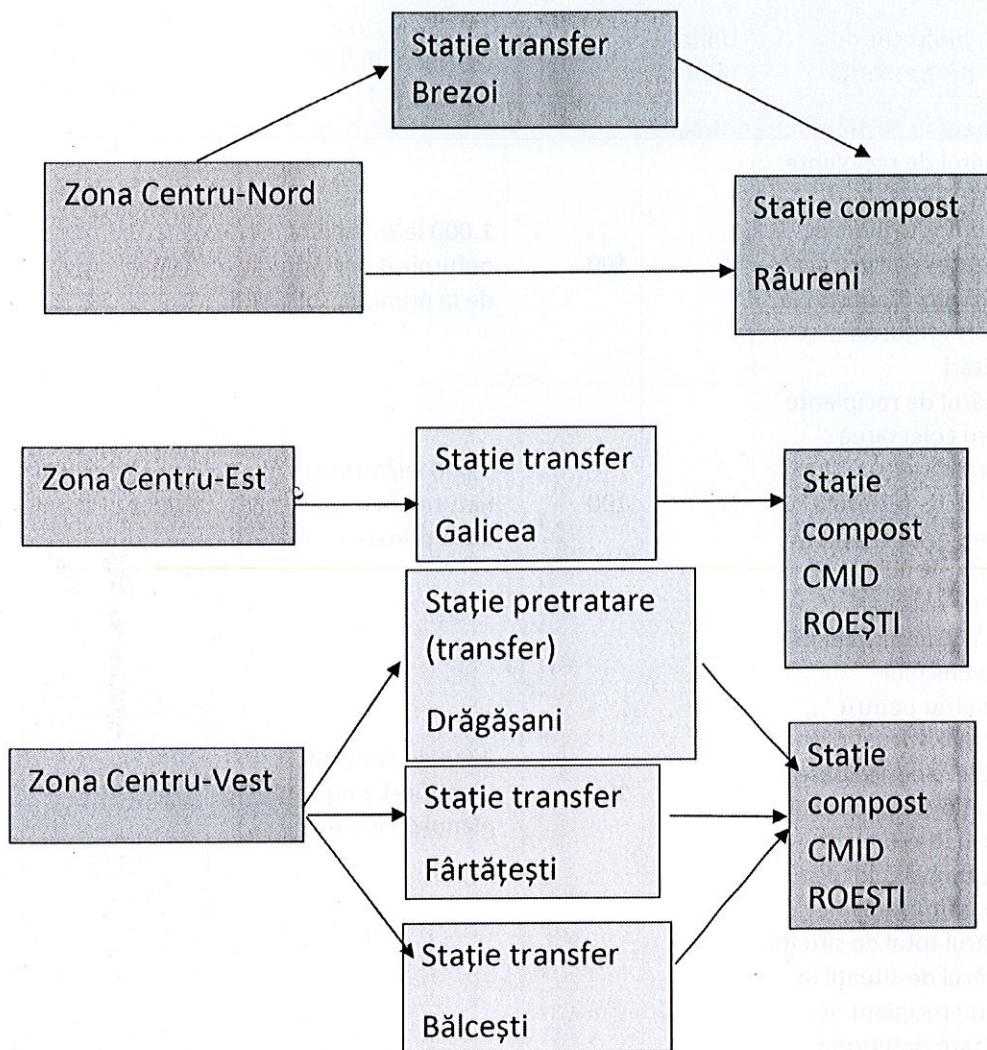 Stație transfer
Brezoi
Zona Centru-Nord
Stație compost
Râureni
Zona Centru-Est
Stație transfer
Galicea
Stație
compost
CMID
ROEȘTI
Stație pretratare
(transfer)
Drăgășani
Zona Centru-Vest
Stație transfer
Fârtățești
Stație
compost
CMID
ROEȘTI
Stație transfer
Bălcești